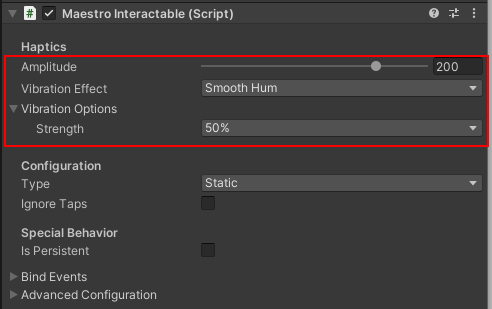 Maestro Interactable (Script)
Haptics
Amplitude 200
Vibration Effect Smooth Hum
Vibration Options
Strength 50%
Configuration
Type Static
Ignore Taps
Special Behavior
Is Persistent
Bind Events
Advanced Configuration